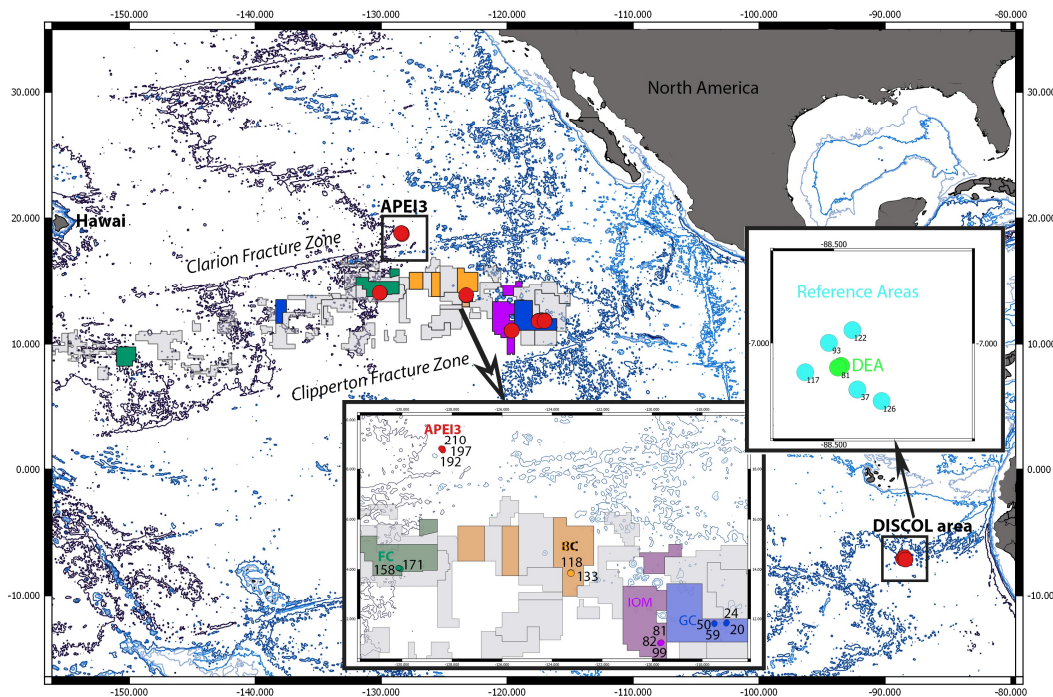 -150.000 -140.000 -130.000 -120.000 -110.000 -100.000 -90.000 -80.000
30.000 30.000
North America
20.000 20.000
Hawai
APEI3
Clarion Fracture Zone
-88.500
Reference Areas
10.000 10.000
-7.000 -7.000
122
93
DEA
81
117
37
126
-88.500
Clipperton Fracture Zone
APEI3
210
197
192
0.000 0.000
DISCOL area
BC
118
133
FC
158 171
IOM
GC
24
50
20
59
81
82
99
-10.000 -10.000
-150.000 -140.000 -130.000 -120.000 -110.000 -100.000 -90.000 -80.000